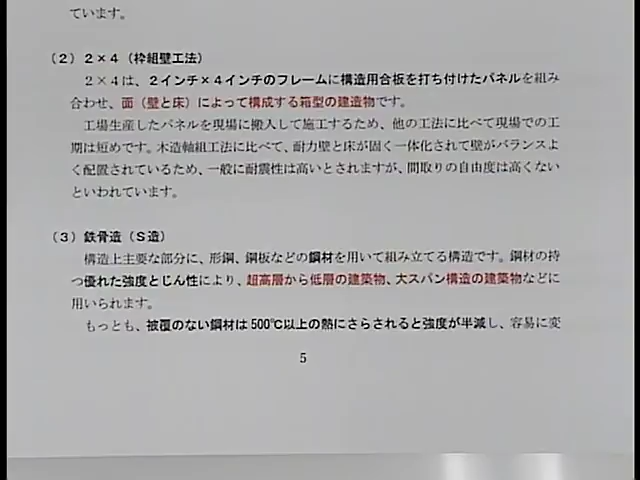 ています。
(2) 2×4（枠組壁工法）
2×4は、2インチ×4インチのフレームに構造用合板を打ち付けたパネルを組み
合わせ、面（壁と床）によって構成する箱型の建造物です。
工場生産したパネルを現場に搬入して施工するため、他の工法に比べて現場での工
期は短めです。木造軸組工法に比べて、耐力壁と床が固く一体化されて壁がバランスよ
く配置されているため、一般に耐震性は高いとされますが、間取りの自由度は高くない
といわれています。
(3) 鉄骨造（S造）
構造上主要な部分に、形鋼、鋼板などの鋼材を用いて組み立てる構造です。鋼材の持
つ優れた強度とじん性により、超高層から低層の建築物、大スパン構造の建築物などに
用いられます。
もっとも、被覆のない鋼材は500℃以上の熱にさらされると強度が半減し、容易に変
5